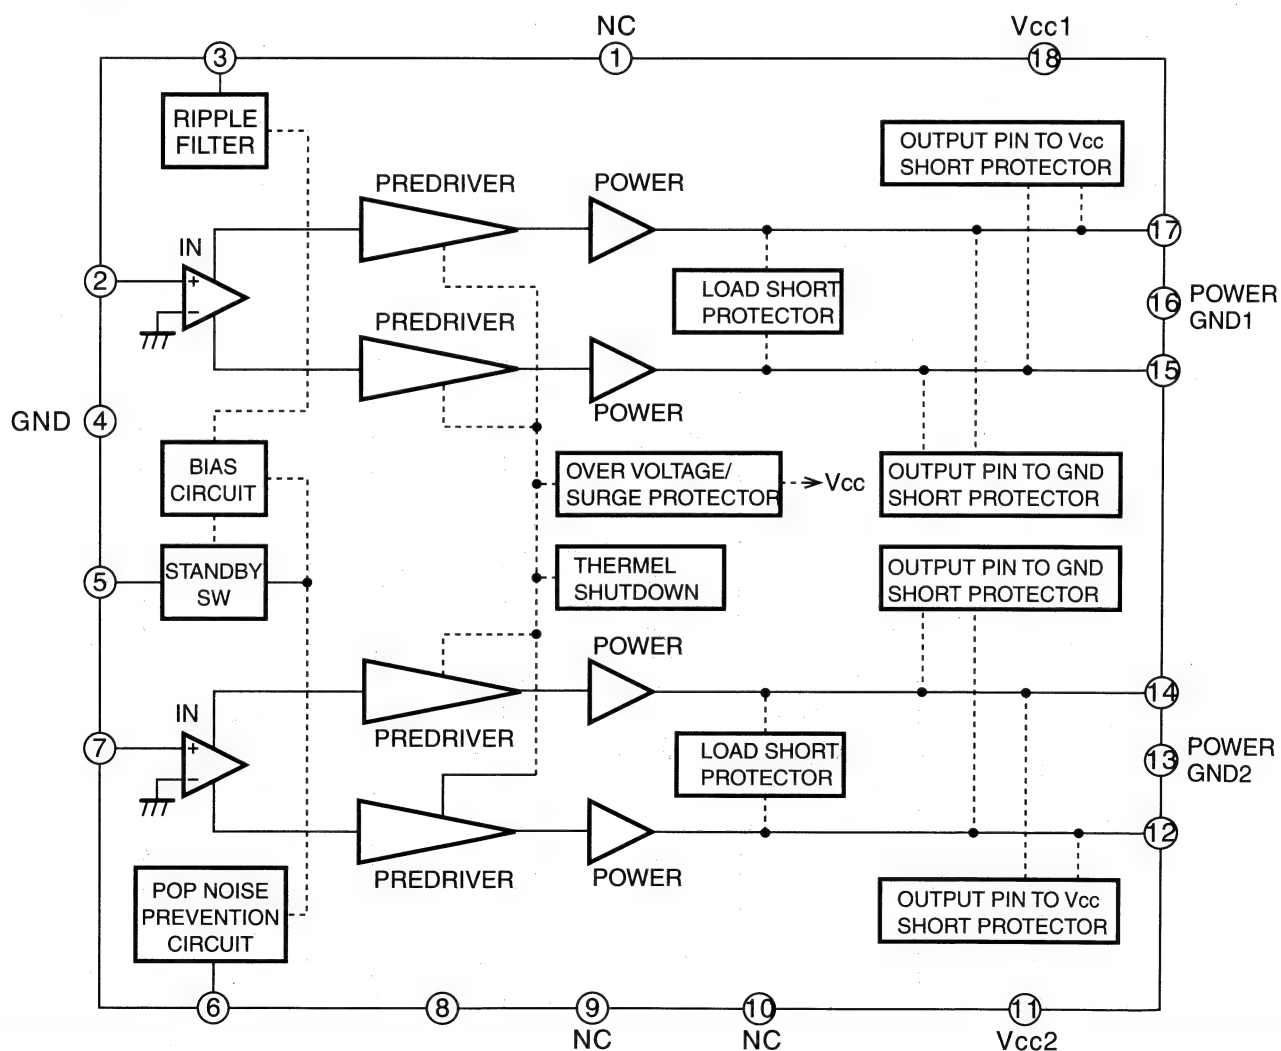 NC
Vcc1
3
1
18
RIPPLE
FILTER
OUTPUT PIN TO Vcc
SHORT PROTECTOR
PREDRIVER
POWER
17
IN
2
+
−
LOAD SHORT
PROTECTOR
16
POWER
GND1
PREDRIVER
15
POWER
GND
4
BIAS
CIRCUIT
OVER VOLTAGE/
SURGE PROTECTOR
Vcc
OUTPUT PIN TO GND
SHORT PROTECTOR
5
STANDBY
SW
THERMEL
SHUTDOWN
OUTPUT PIN TO GND
SHORT PROTECTOR
POWER
14
IN
PREDRIVER
7
+
−
LOAD SHORT
PROTECTOR
13
POWER
GND2
12
PREDRIVER
POWER
POP NOISE
PREVENTION
CIRCUIT
OUTPUT PIN TO Vcc
SHORT PROTECTOR
6
8
9
10
11
NC
NC
Vcc2